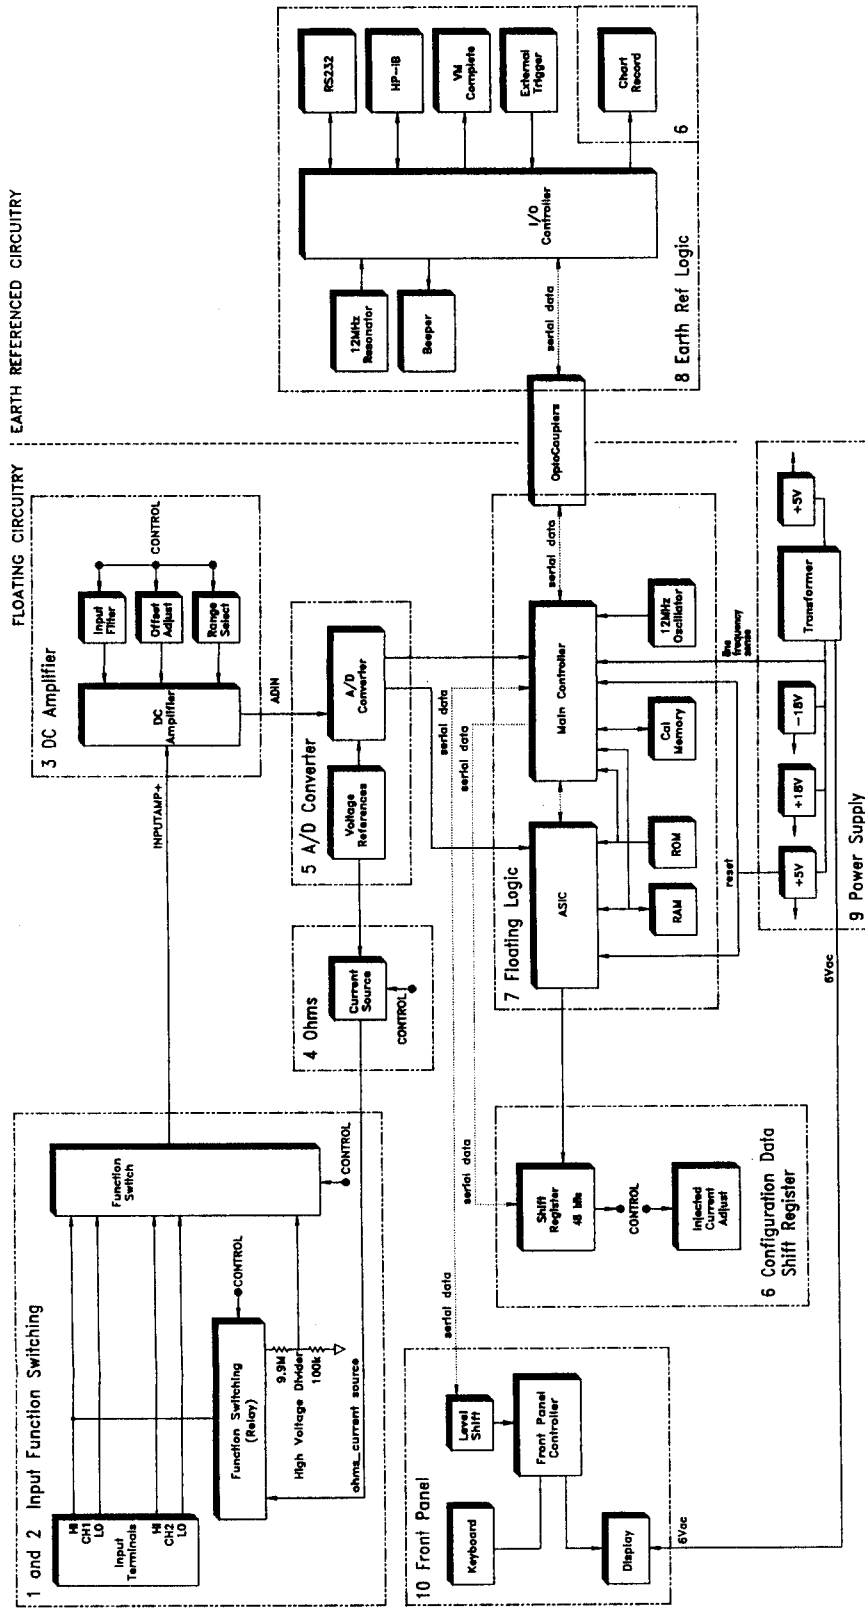 FLOATING CIRCUITRY
EARTH REFERENCED CIRCUITRY
1 and 2 Input Function Switching
Input
Terminals
HI
CH1
LO
HI
CH2
LO
Function
Switch
CONTROL
Function Switching
(Relay)
CONTROL
9.9M
100k
High Voltage Divider
ohms_current source
INPUTAMP+
3 DC Amplifier
DC
Amplifier
Input
Filter
Offset
Adjust
Range
Select
CONTROL
ADIN
4 Ohms
Current
Source
CONTROL
5 A/D Converter
Voltage
References
A/D
Converter
serial data
serial data
serial data
serial data
10 Front Panel
Keyboard
Level
Shift
Front Panel
Controller
Display
6Vac
6 Configuration Data
Shift Register
Shift
Register
48 bits
CONTROL
Injected
Current
Adjust
7 Floating Logic
ASIC
Main Controller
RAM
ROM
Cal
Memory
12MHz
Oscillator
serial data
OptoCouplers
serial data
reset
line
frequency
sense
9 Power Supply
+5V
+18V
-18V
Transformer
+5V
6Vac
8 Earth Ref Logic
12MHz
Resonator
Beeper
I/O
Controller
RS232
HP-IB
VM
Complete
External
Trigger
6
Chart
Record